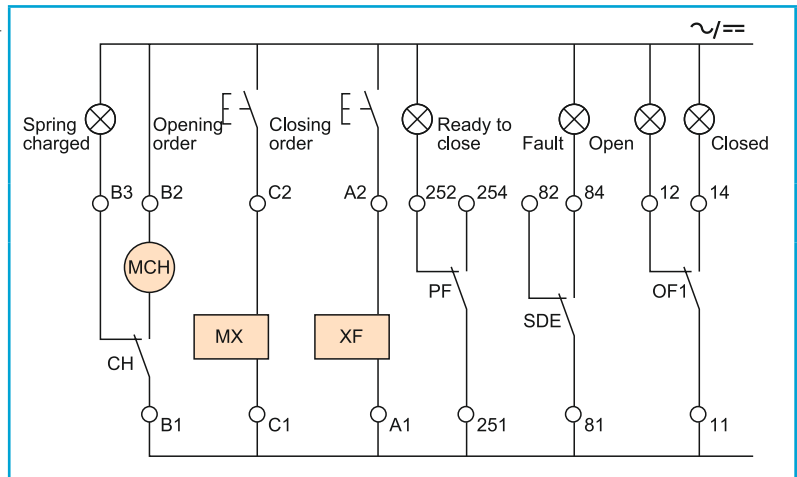 Spring
charged
Opening
order
Closing
order
Ready to
close
Fault
Open
Closed
B3
B2
C2
A2
252
254
82
84
12
14
MCH
PF
SDE
OF1
MX
XF
CH
B1
C1
A1
251
81
11